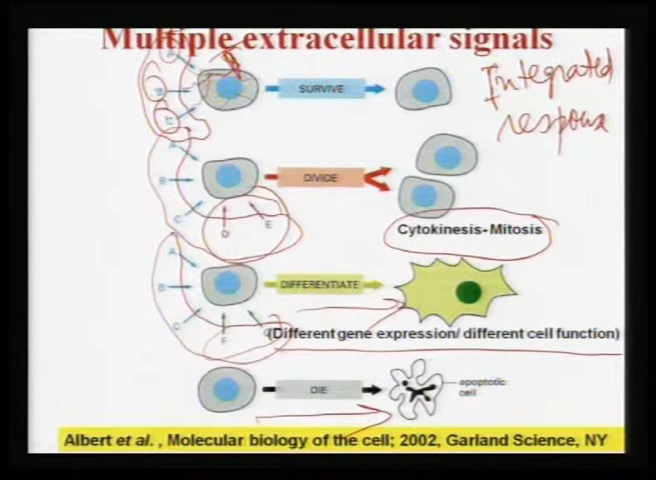 Multiple extracellular signals
Integrated
response
A
B
C
SURVIVE
A
B
C
D
E
DIVIDE
Cytokinesis-Mitosis
A
B
C
F
DIFFERENTIATE
(Different gene expression/ different cell function)
DIE
apoptotic
cell
Albert et al. , Molecular biology of the cell; 2002, Garland Science, NY